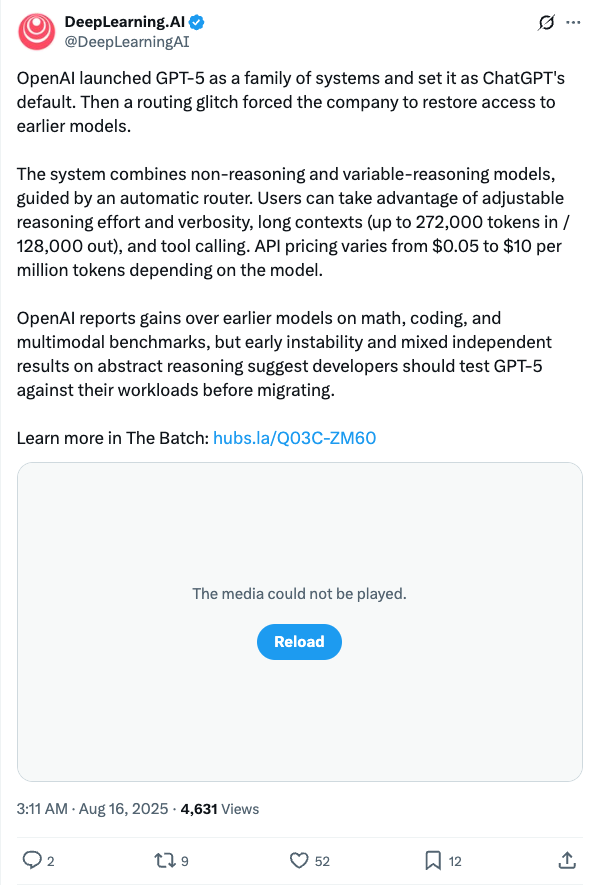 DeepLearning.AI
@DeepLearningAI
OpenAI launched GPT-5 as a family of systems and set it as ChatGPT's
default. Then a routing glitch forced the company to restore access to
earlier models.
The system combines non-reasoning and variable-reasoning models,
guided by an automatic router. Users can take advantage of adjustable
reasoning effort and verbosity, long contexts (up to 272,000 tokens in /
128,000 out), and tool calling. API pricing varies from $0.05 to $10 per
million tokens depending on the model.
OpenAI reports gains over earlier models on math, coding, and
multimodal benchmarks, but early instability and mixed independent
results on abstract reasoning suggest developers should test GPT-5
against their workloads before migrating.
Learn more in The Batch: hubs.la/Q03C-ZM60
The media could not be played.
Reload
3:11 AM · Aug 16, 2025 · 4,631 Views
2 9 52 12